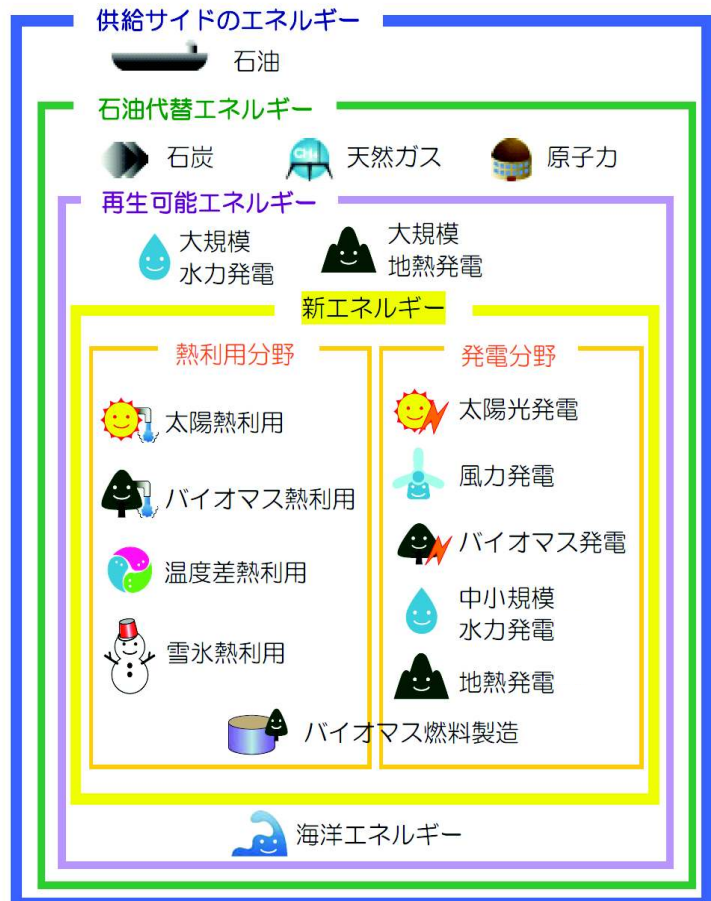 供給サイドのエネルギー
石油
石油代替エネルギー
石炭
CH4
天然ガス
原子力
再生可能エネルギー
大規模
水力発電
大規模
地熱発電
新エネルギー
熱利用分野
太陽熱利用
バイオマス熱利用
温度差熱利用
雪氷熱利用
発電分野
太陽光発電
風力発電
バイオマス発電
中小規模
水力発電
地熱発電
バイオマス燃料製造
海洋エネルギー